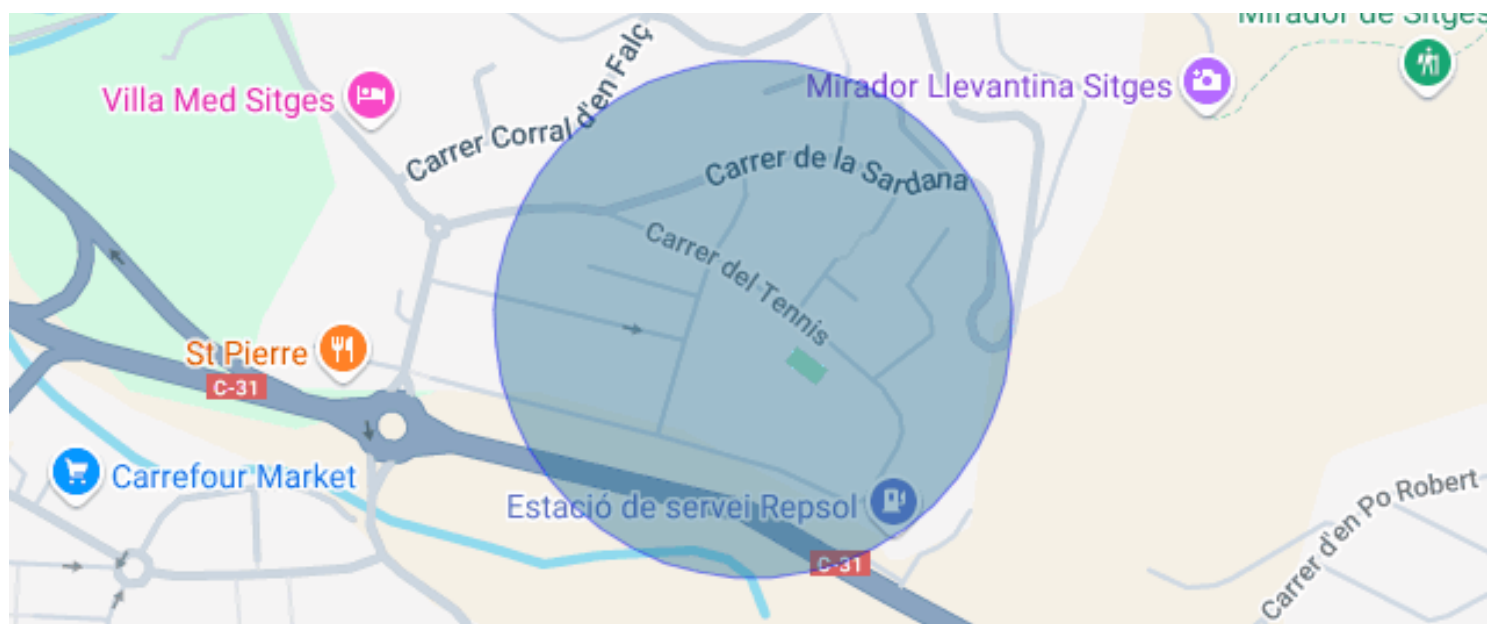 Mirador de Sitges
Villa Med Sitges
Mirador Llevantina Sitges
Carrer Corral d'en Falç
Carrer de la Sardana
Carrer del Tennis
St Pierre
C-31
Carrefour Market
Estació de servei Repsol
C-31
Carrer d'en Po Robert